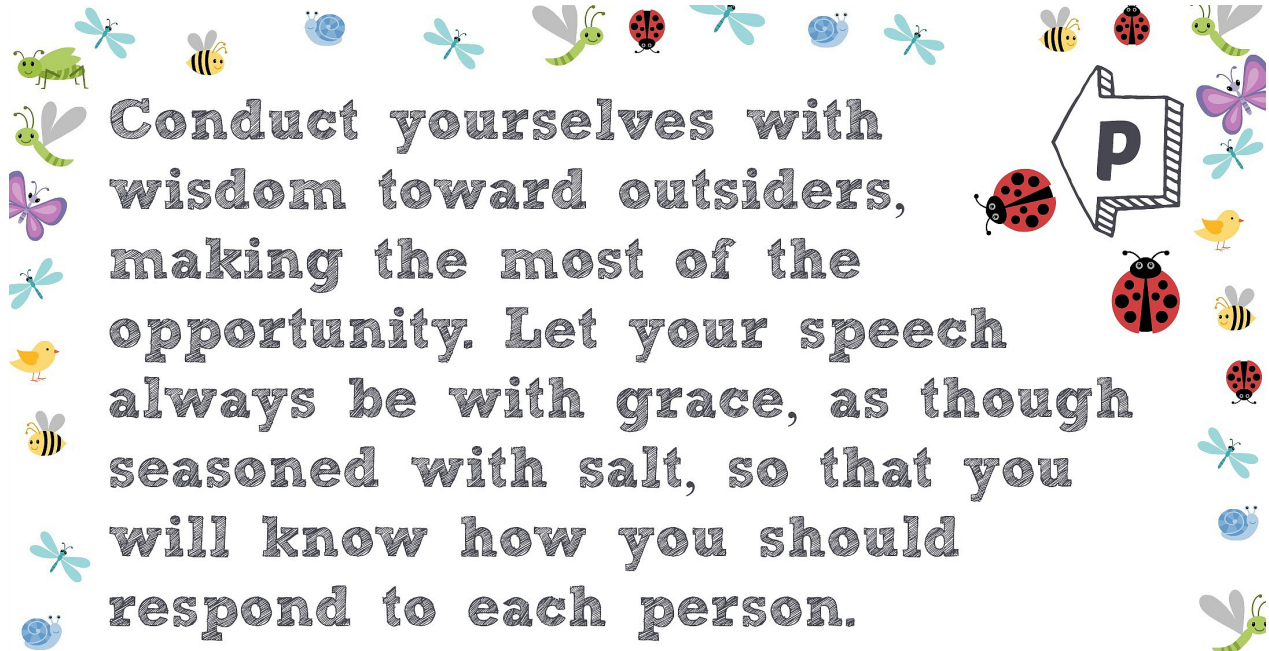 P
Conduct yourselves with
wisdom toward outsiders,
making the most of the
opportunity. Let your speech
always be with grace, as though
seasoned with salt, so that you
will know how you should
respond to each person.